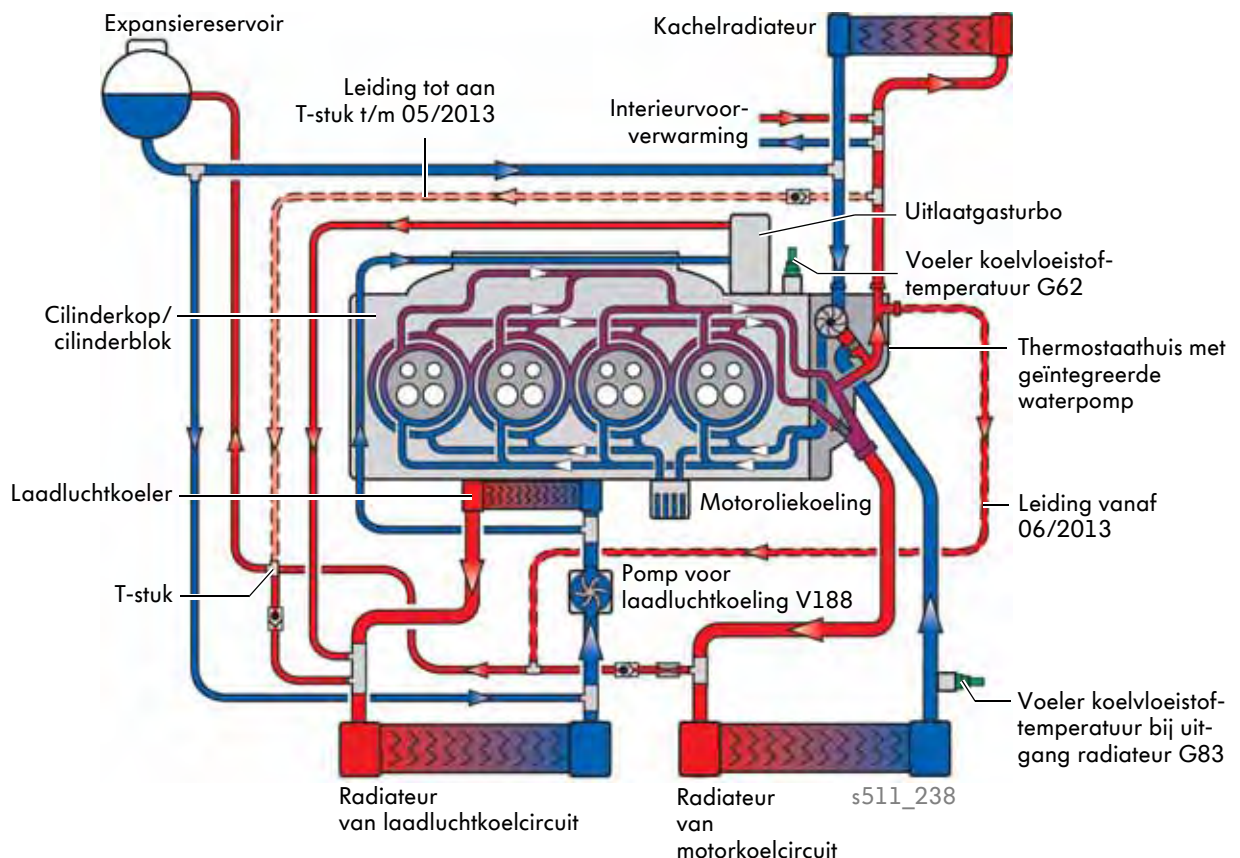 Expansiereservoir
Kachelradiateur
Leiding tot aan
T-stuk t/m 05/2013
Interieurvoor-
verwarming
Uitlaatgasturbo
Voeler koelvloeistof-
temperatuur G62
Cilinderkop/
cilinderblok
Thermostaathuis met
geïntegreerde
waterpomp
Laadluchtkoeler
Motoroliekoeling
Leiding vanaf
06/2013
T-stuk
Pomp voor
laadluchtkoeling V188
Voeler koelvloeistof-
temperatuur bij uit-
gang radiateur G83
Radiateur
van laadluchtkoelcircuit
Radiateur
van
motorkoelcircuit
s511_238